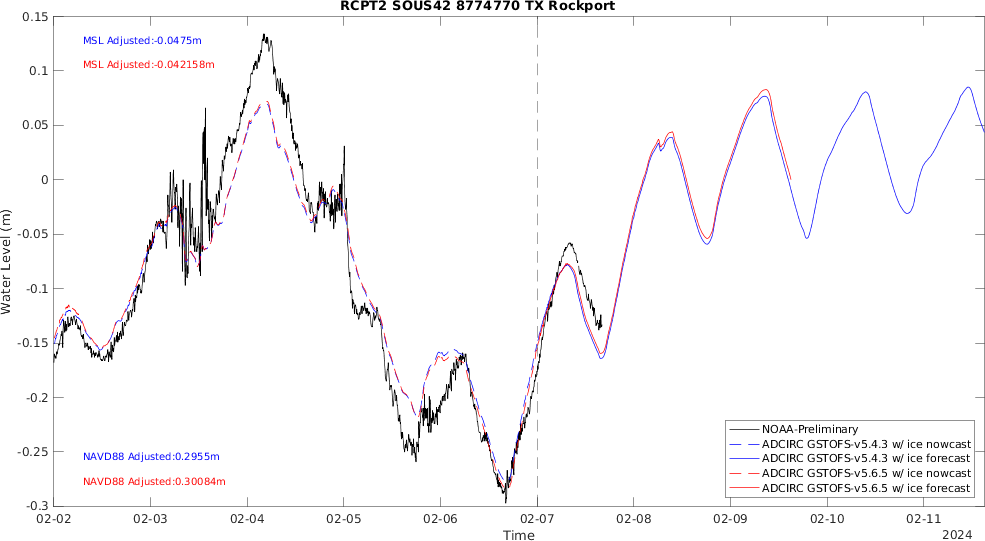 RCPT2 SOUS42 8774770 TX Rockport
0.15
0.1
0.05
0
-0.05
-0.1
-0.15
-0.2
-0.25
-0.3
Water Level (m)
MSL Adjusted:-0.0475m
MSL Adjusted:-0.042158m
NAVD88 Adjusted:0.2955m
NAVD88 Adjusted:0.30084m
NOAA-Preliminary
ADCIRC GSTOFS-v5.4.3 w/ ice nowcast
ADCIRC GSTOFS-v5.4.3 w/ ice forecast
ADCIRC GSTOFS-v5.6.5 w/ ice nowcast
ADCIRC GSTOFS-v5.6.5 w/ ice forecast
02-02 02-03 02-04 02-05 02-06 02-07 02-08 02-09 02-10 02-11
Time
2024